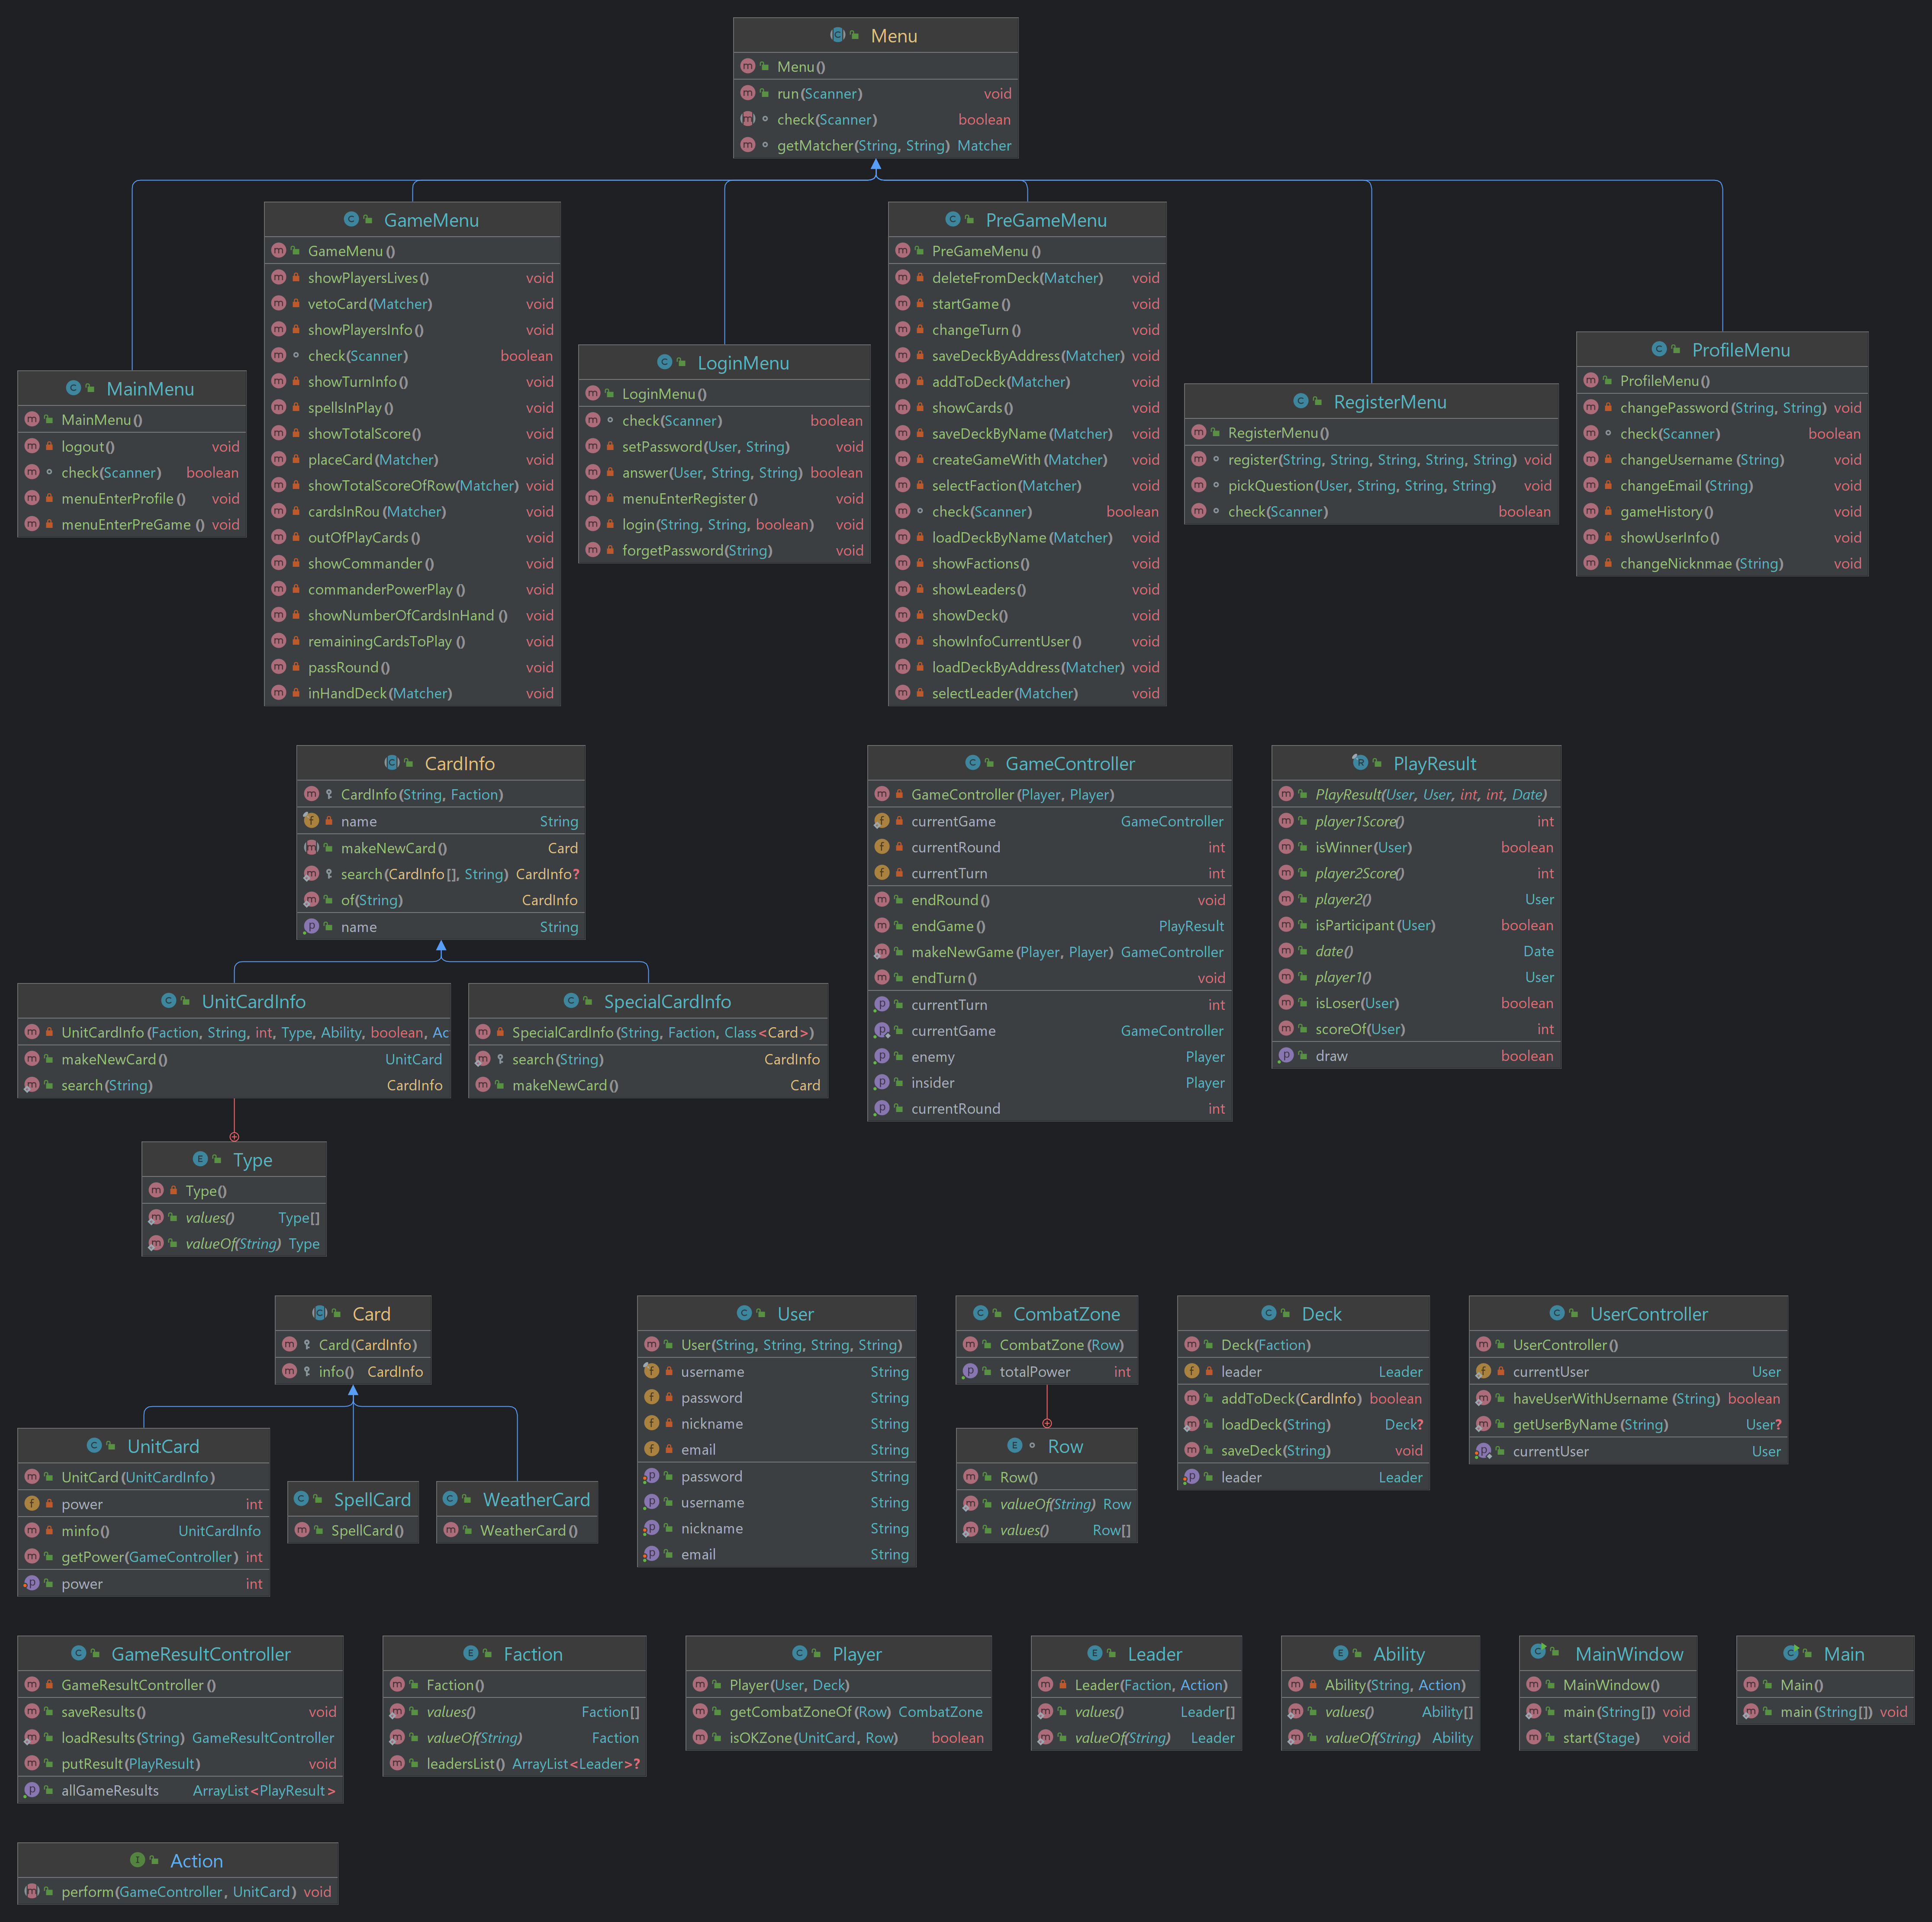 Menu
Menu()
run(Scanner) void
check(Scanner) boolean
getMatcher(String, String) Matcher
GameMenu
GameMenu()
showPlayersLives() void
vetoCard(Matcher) void
showPlayersInfo() void
check(Scanner) boolean
showTurnInfo() void
spellsInPlay() void
showTotalScore() void
placeCard(Matcher) void
showTotalScoreOfRow(Matcher) void
cardsInRou(Matcher) void
outOfPlayCards() void
showCommander() void
commanderPowerPlay() void
showNumberOfCardsInHand() void
remainingCardsToPlay() void
passRound() void
inHandDeck(Matcher) void
PreGameMenu
PreGameMenu()
deleteFromDeck(Matcher) void
startGame() void
changeTurn() void
saveDeckByAddress(Matcher) void
addToDeck(Matcher) void
showCards() void
saveDeckByName(Matcher) void
createGameWith(Matcher) void
selectFaction(Matcher) void
check(Scanner) boolean
loadDeckByName(Matcher) void
showFactions() void
showLeaders() void
showDeck() void
showInfoCurrentUser() void
loadDeckByAddress(Matcher) void
selectLeader(Matcher) void
MainMenu
MainMenu()
logout() void
check(Scanner) boolean
menuEnterProfile() void
menuEnterPreGame() void
LoginMenu
LoginMenu()
check(Scanner) boolean
setPassword(User, String) void
answer(User, String, String) boolean
menuEnterRegister() void
login(String, String, boolean) void
forgetPassword(String) void
RegisterMenu
RegisterMenu()
register(String, String, String, String, String) void
pickQuestion(User, String, String, String) void
check(Scanner) boolean
ProfileMenu
ProfileMenu()
changePassword(String, String) void
check(Scanner) boolean
changeUsername(String) void
changeEmail(String) void
gameHistory() void
showUserInfo() void
changeNicknmae(String) void
CardInfo
CardInfo(String, Faction)
name String
makeNewCard() Card
search(CardInfo[], String) CardInfo?
of(String) CardInfo
name String
GameController
GameController(Player, Player)
currentGame GameController
currentRound int
currentTurn int
endRound() void
endGame() PlayResult
makeNewGame(Player, Player) GameController
endTurn() void
currentTurn int
currentGame GameController
enemy Player
insider Player
currentRound int
PlayResult
PlayResult(User, User, int, int, Date)
player1Score() int
isWinner(User) boolean
player2Score() int
player2() User
isParticipant(User) boolean
date() Date
player1() User
isLoser(User) boolean
scoreOf(User) int
draw boolean
UnitCardInfo
UnitCardInfo(Faction, String, int, Type, Ability, boolean, Ac
makeNewCard() UnitCard
search(String) CardInfo
SpecialCardInfo
SpecialCardInfo(String, Faction, Class<Card>)
search(String) CardInfo
makeNewCard() Card
Type
Type()
values() Type[]
valueOf(String) Type
Card
Card(CardInfo)
info() CardInfo
User
User(String, String, String, String)
username String
password String
nickname String
email String
password String
username String
nickname String
email String
CombatZone
CombatZone(Row)
totalPower int
Row
Row()
valueOf(String) Row
values() Row[]
Deck
Deck(Faction)
leader Leader
addToDeck(CardInfo) boolean
loadDeck(String) Deck?
saveDeck(String) void
leader Leader
UserController
UserController()
currentUser User
haveUserWithUsername(String) boolean
getUserByName(String) User?
currentUser User
UnitCard
UnitCard(UnitCardInfo)
power int
minfo() UnitCardInfo
getPower(GameController) int
power int
SpellCard
SpellCard()
WeatherCard
WeatherCard()
GameResultController
GameResultController()
saveResults() void
loadResults(String) GameResultController
putResult(PlayResult) void
allGameResults ArrayList<PlayResult>
Faction
Faction()
values() Faction[]
valueOf(String) Faction
leadersList() ArrayList<Leader>?
Player
Player(User, Deck)
getCombatZoneOf(Row) CombatZone
isOKZone(UnitCard, Row) boolean
Leader
Leader(Faction, Action)
values() Leader[]
valueOf(String) Leader
Ability
Ability(String, Action)
values() Ability[]
valueOf(String) Ability
MainWindow
MainWindow()
main(String[]) void
start(Stage) void
Main
Main()
main(String[]) void
Action
perform(GameController, UnitCard) void